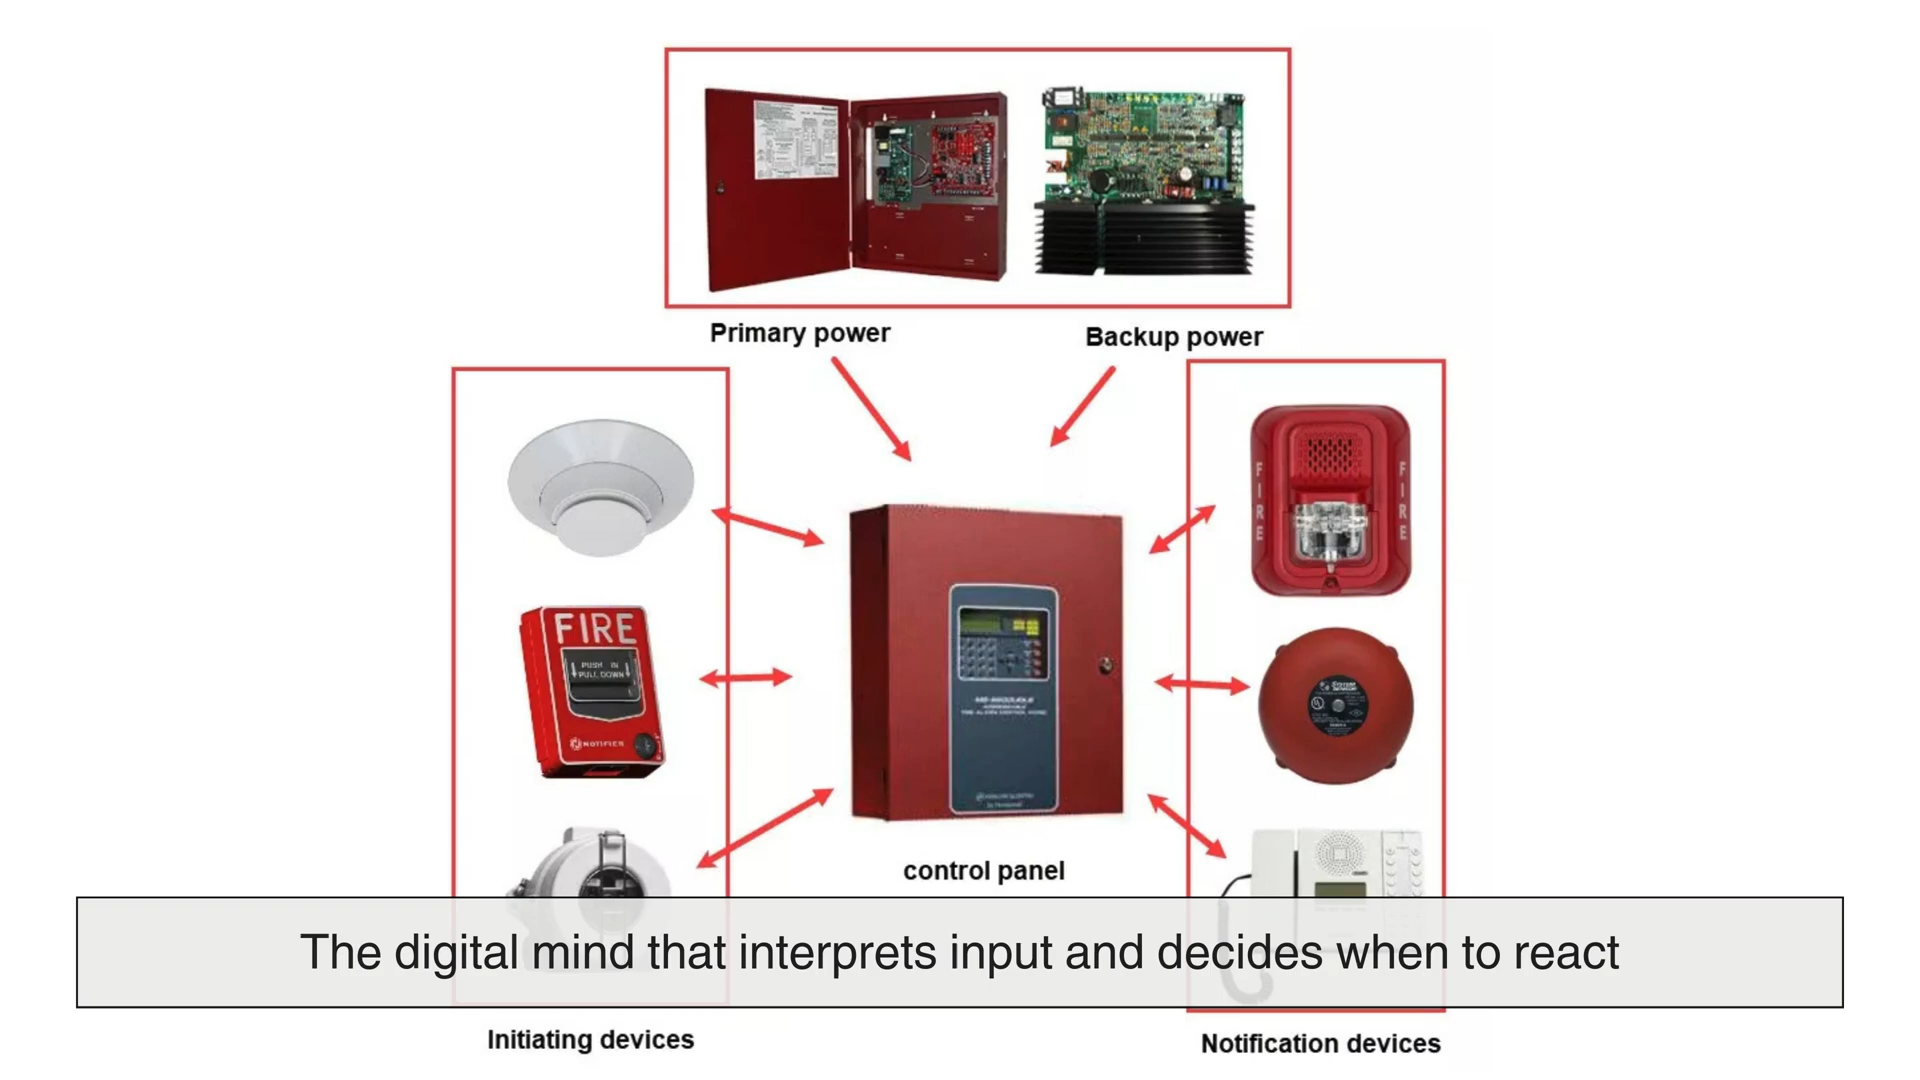 Primary power
Backup power
FIRE
FIRE
FIRE
PUSH IN
PULL DOWN
NOTIFIER
control panel
The digital mind that interprets input and decides when to react
Initiating devices
Notification devices